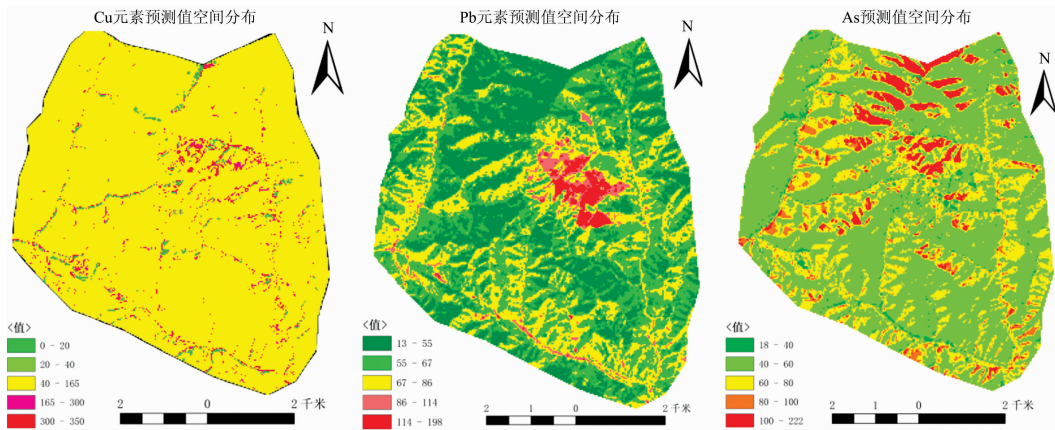 Cu元素预测值空间分布
N
<值>
0 - 20
20 - 40
40 - 165
165 - 300
300 - 350
2 0 2 千米
Pb元素预测值空间分布
N
<值>
13 - 55
55 - 67
67 - 86
86 - 114
114 - 198
2 1 0 2 千米
As预测值空间分布
N
<值>
18 - 40
40 - 60
60 - 80
80 - 100
100 - 222
2 1 0 2 千米